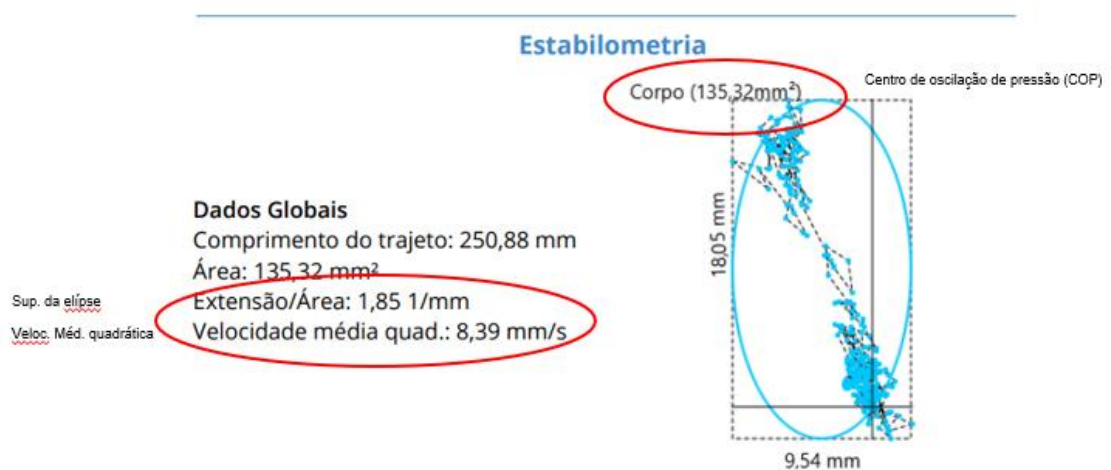 Estabilometria
Corpo (135,32mm²)
Centro de oscilação de pressão (COP)
18,05 mm
9,54 mm
Dados Globais
Comprimento do trajeto: 250,88 mm
Área: 135,32 mm²
Extensão/Área: 1,85 1/mm
Velocidade média quad.: 8,39 mm/s
Sup. da elípse
Veloc. Méd. quadrática